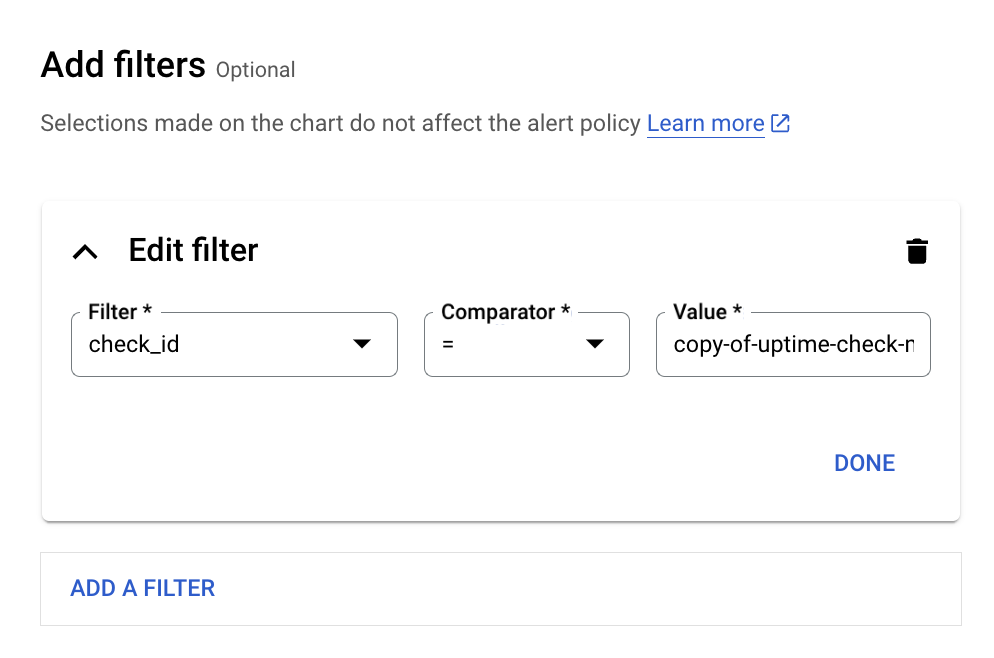 Add filters Optional
Selections made on the chart do not affect the alert policy Learn more
Edit filter
Filter * Comparator * Value *
check_id = copy-of-uptime-check-n
DONE
ADD A FILTER